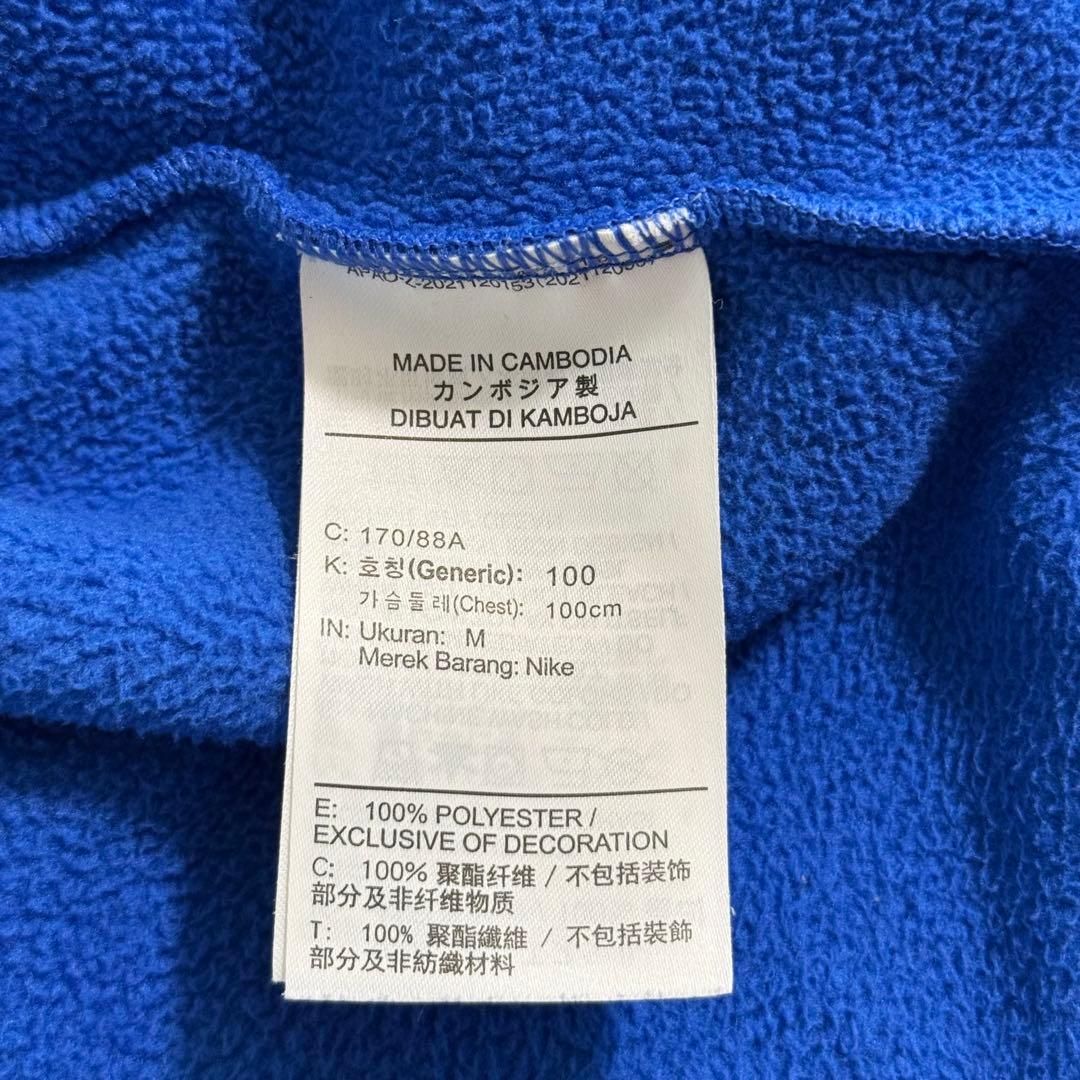 MADE IN CAMBODIA
カンボジア製
DIBUAT DI KAMBOJA
C: 170/88A
K: 호칭(Generic): 100
가슴둘레(Chest): 100cm
IN: Ukuran: M
Merek Barang: Nike
E: 100% POLYESTER /
EXCLUSIVE OF DECORATION
C: 100% 聚酯纤维 / 不包括装饰
部分及非纤维物质
T: 100% 聚酯纖維 / 不包括裝飾
部分及非紡織材料